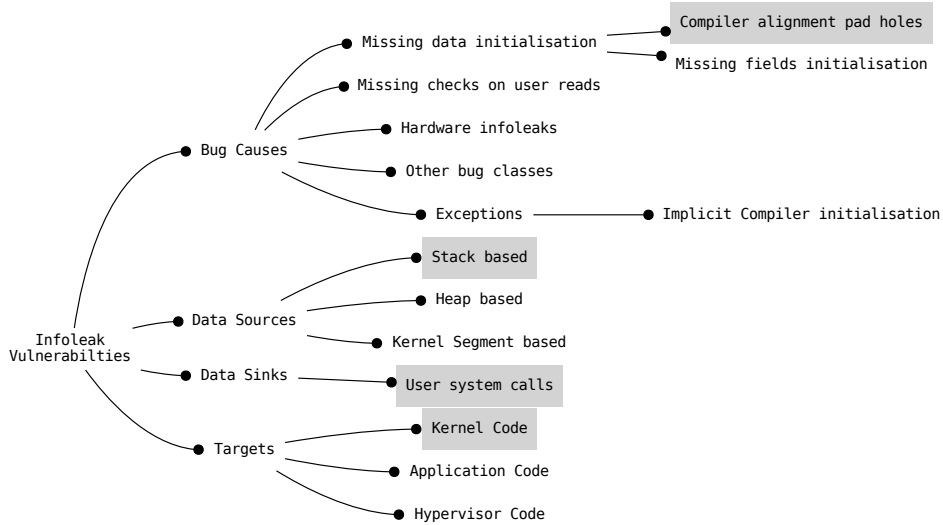 Compiler alignment pad holes
Missing data initialisation
Missing fields initialisation
Missing checks on user reads
Hardware infoleaks
Bug Causes
Other bug classes
Exceptions
Implicit Compiler initialisation
Stack based
Heap based
Data Sources
Infoleak
Vulnerabilties
Kernel Segment based
Data Sinks
User system calls
Kernel Code
Targets
Application Code
Hypervisor Code